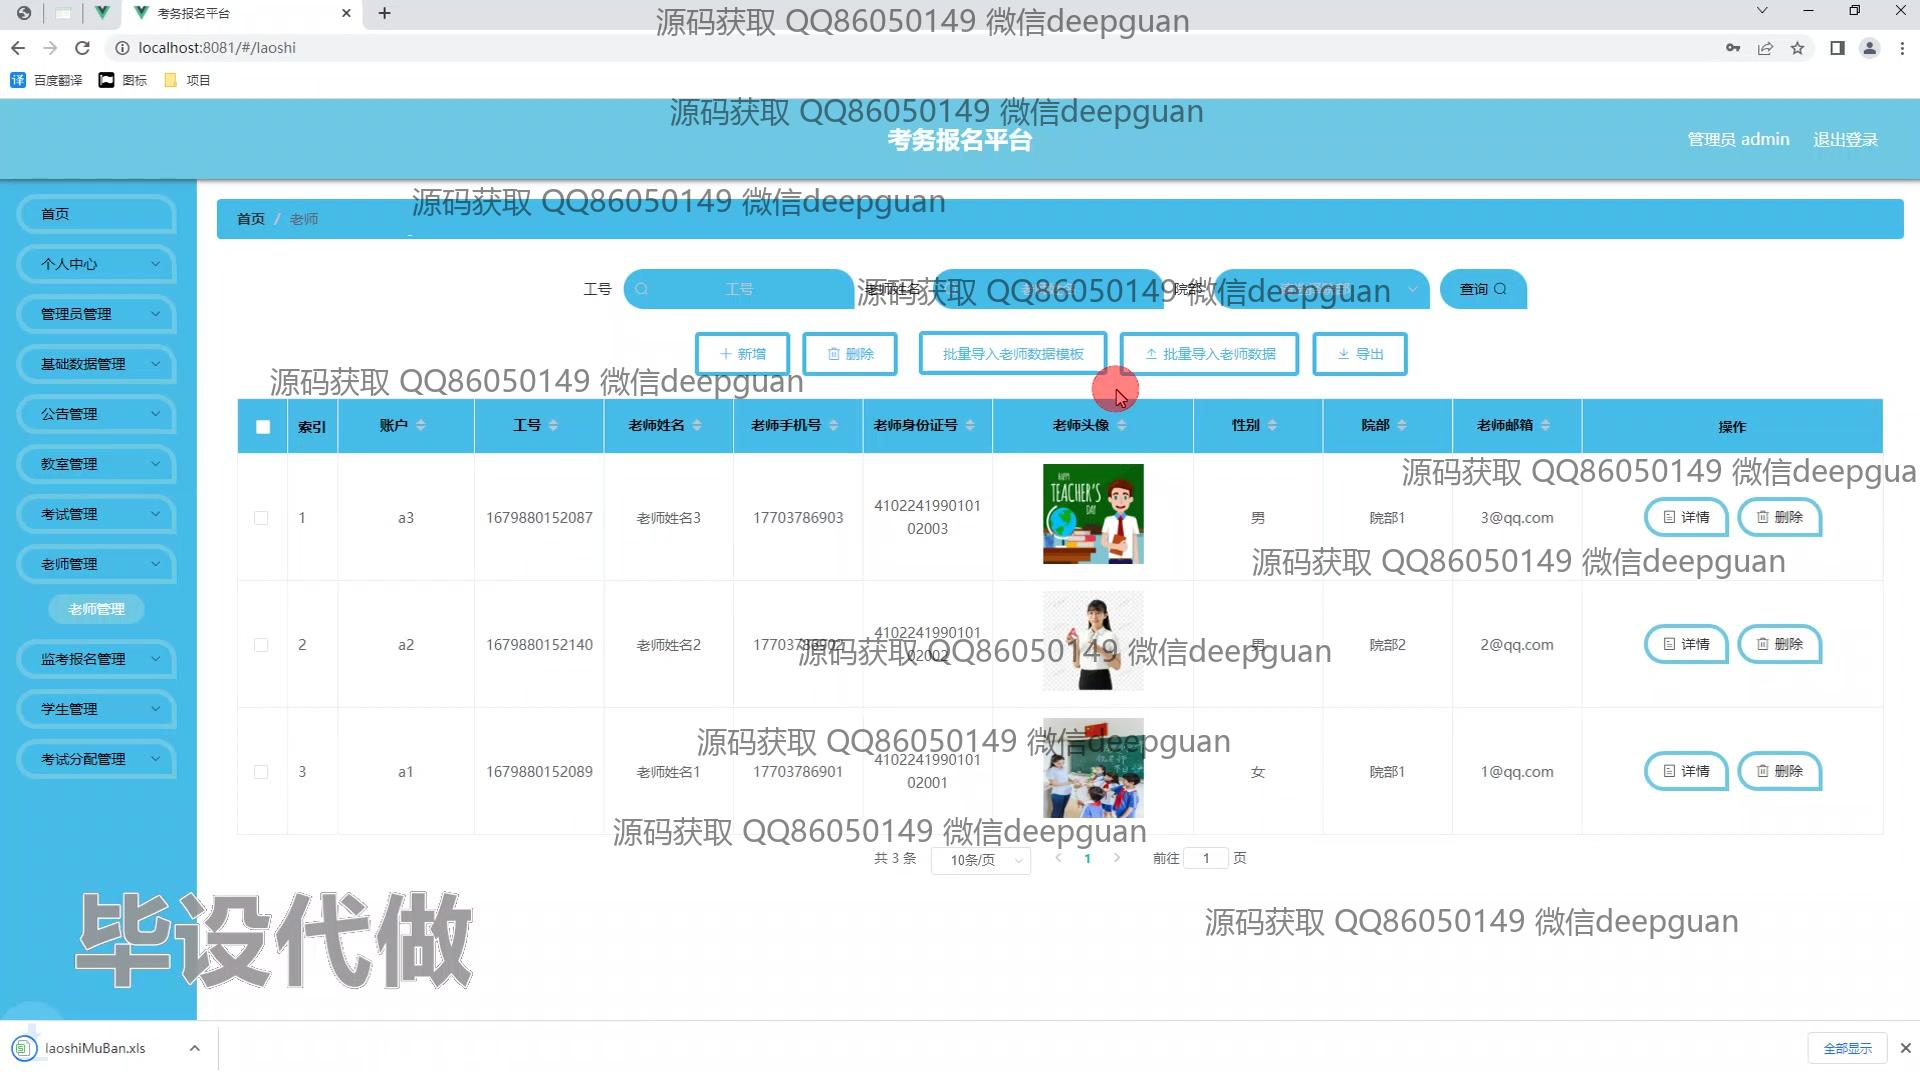 考务报名平台
源码获取 QQ86050149 微信deepguan
localhost:8081/#/laoshi
百度翻译 图标 项目
源码获取 QQ86050149 微信deepguan
考务报名平台
管理员 admin 退出登录
源码获取 QQ86050149 微信deepguan
首页
个人中心
管理员管理
基础数据管理
公告管理
教室管理
考试管理
老师管理
老师管理
监考报名管理
学生管理
考试分配管理
首页 / 老师
工号 工号 老师姓名 院部 查询
源码获取 QQ86050149 微信deepguan
新增 删除 批量导入老师数据模板 批量导入老师数据 导出
源码获取 QQ86050149 微信deepguan
索引 账户 工号 老师姓名 老师手机号 老师身份证号 老师头像 性别 院部 老师邮箱 操作
源码获取 QQ86050149 微信deepgua
1 a3 1679880152087 老师姓名3 17703786903 410224199010102003 男 院部1 3@qq.com 详情 删除
HAPPY TEACHER'S DAY
源码获取 QQ86050149 微信deepguan
2 a2 1679880152140 老师姓名2 17703786902 410224199010102002 男 院部2 2@qq.com 详情 删除
源码获取 QQ86050149 微信deepguan
源码获取 QQ86050149 微信deepguan
3 a1 1679880152089 老师姓名1 17703786901 410224199010102001 女 院部1 1@qq.com 详情 删除
源码获取 QQ86050149 微信deepguan
共 3 条 10条/页 1 前往 1 页
源码获取 QQ86050149 微信deepguan
毕设代做
laoshiMuBan.xls
全部显示